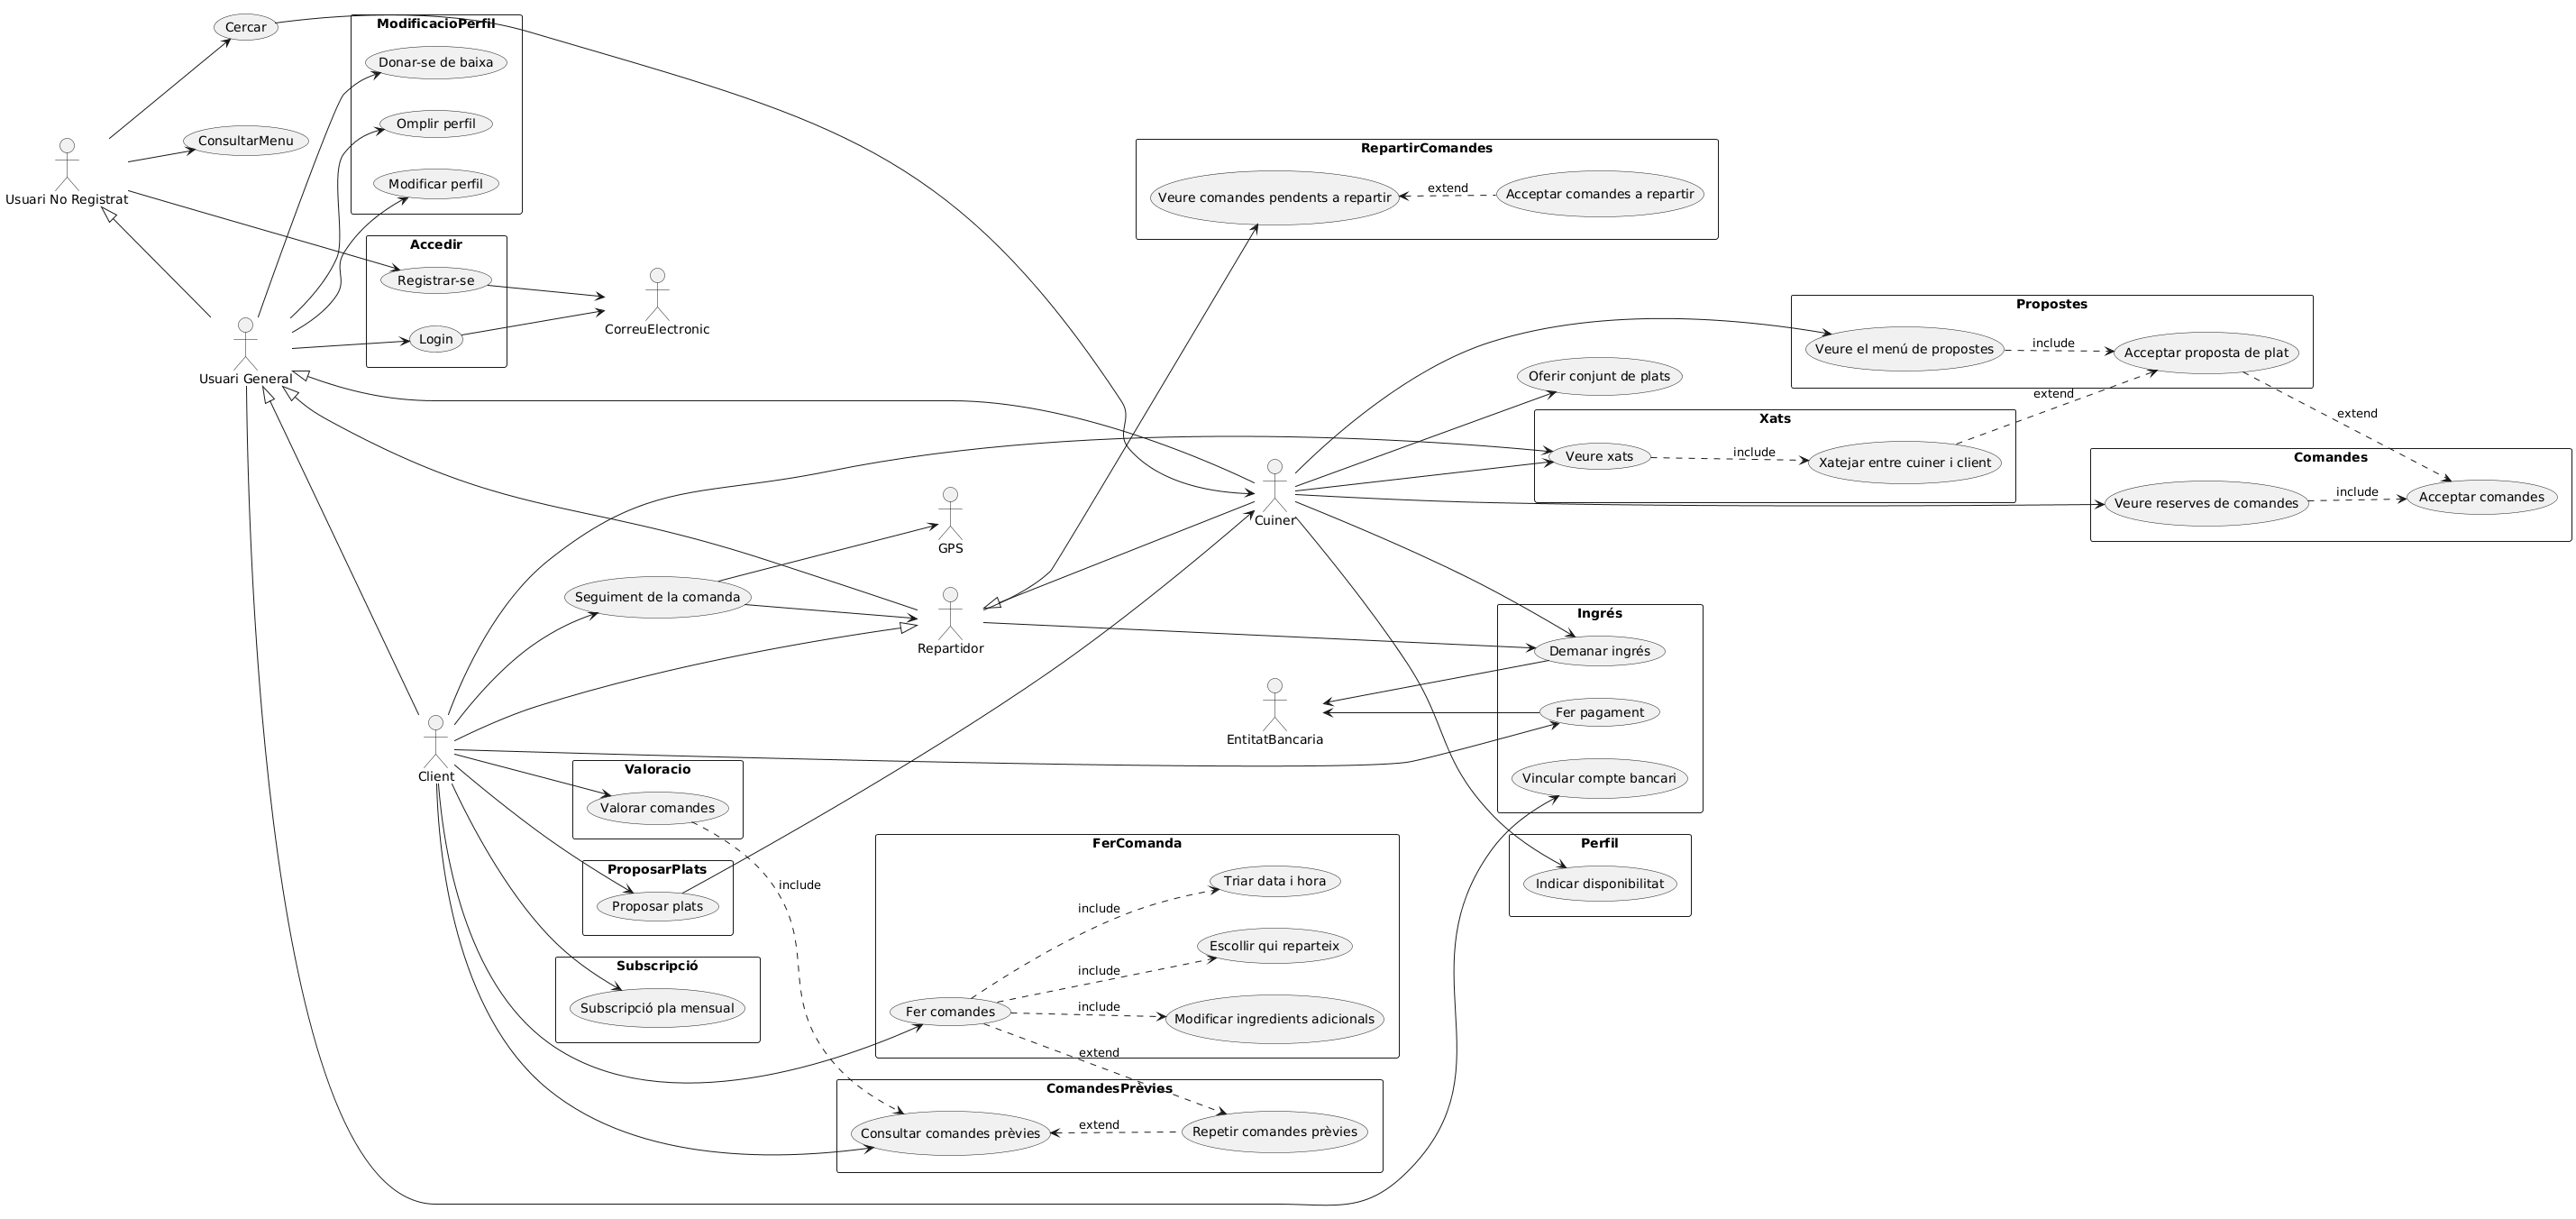 Cercar
ModificacioPerfil
Donar-se de baixa
Omplir perfil
Modificar perfil
ConsultarMenu
Usuari No Registrat
Accedir
Registrar-se
Login
CorreuElectronic
Usuari General
RepartirComandes
Veure comandes pendents a repartir
extend
Acceptar comandes a repartir
Propostes
Veure el menú de propostes
include
Acceptar proposta de plat
Oferir conjunt de plats
extend
extend
Xats
Veure xats
include
Xatejar entre cuiner i client
Comandes
Veure reserves de comandes
include
Acceptar comandes
Cuiner
GPS
Seguiment de la comanda
Repartidor
Ingrés
Demanar ingrés
Fer pagament
Vincular compte bancari
EntitatBancaria
Client
Valoracio
Valorar comandes
ProposarPlats
Proposar plats
include
Subscripció
Subscripció pla mensual
FerComanda
Triar data i hora
include
Escollir qui reparteix
include
Fer comandes
include
Modificar ingredients adicionals
extend
Perfil
Indicar disponibilitat
ComandesPrèvies
Consultar comandes prèvies
extend
Repetir comandes prèvies